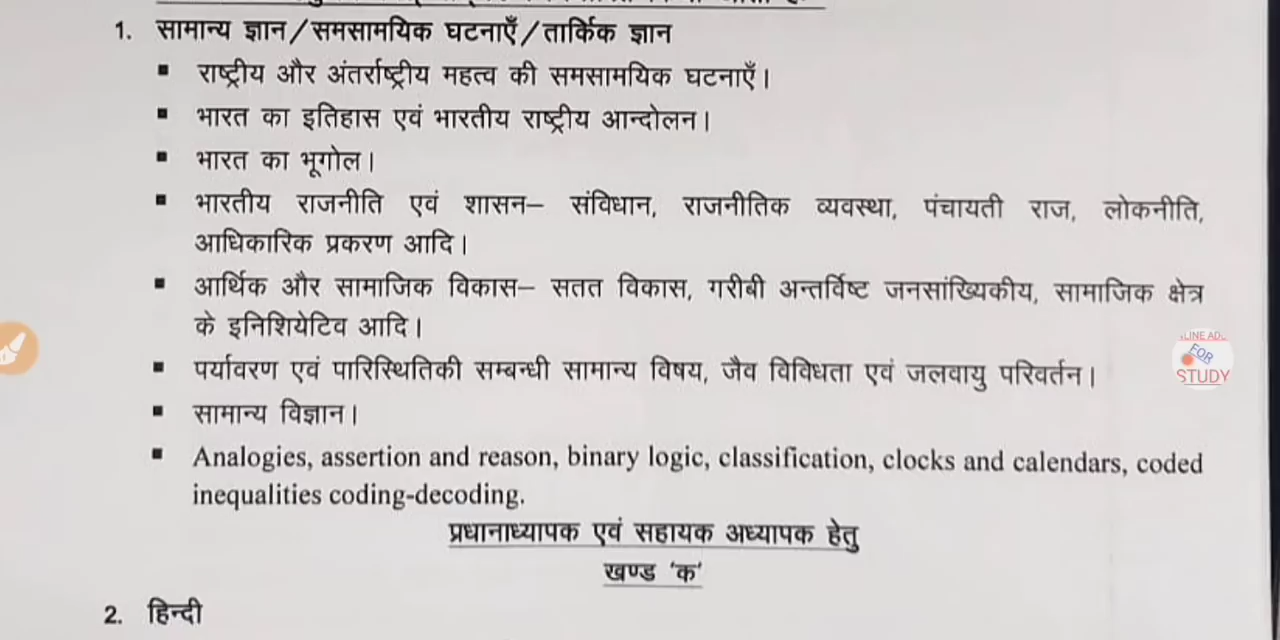 1. सामान्य ज्ञान/समसामयिक घटनाएँ/तार्किक ज्ञान
▪ राष्ट्रीय और अंतर्राष्ट्रीय महत्व की समसामयिक घटनाएँ।
▪ भारत का इतिहास एवं भारतीय राष्ट्रीय आन्दोलन।
▪ भारत का भूगोल।
▪ भारतीय राजनीति एवं शासन– संविधान, राजनीतिक व्यवस्था, पंचायती राज, लोकनीति,
आधिकारिक प्रकरण आदि।
▪ आर्थिक और सामाजिक विकास– सतत विकास, गरीबी अन्तर्विष्ट जनसांख्यिकीय, सामाजिक क्षेत्र
के इनिशियेटिव आदि।
LINE AD
FOR
STUDY
▪ पर्यावरण एवं पारिस्थितिकी सम्बन्धी सामान्य विषय, जैव विविधता एवं जलवायु परिवर्तन।
▪ सामान्य विज्ञान।
▪ Analogies, assertion and reason, binary logic, classification, clocks and calendars, coded
inequalities coding-decoding.
प्रधानाध्यापक एवं सहायक अध्यापक हेतु
खण्ड 'क'
2. हिन्दी